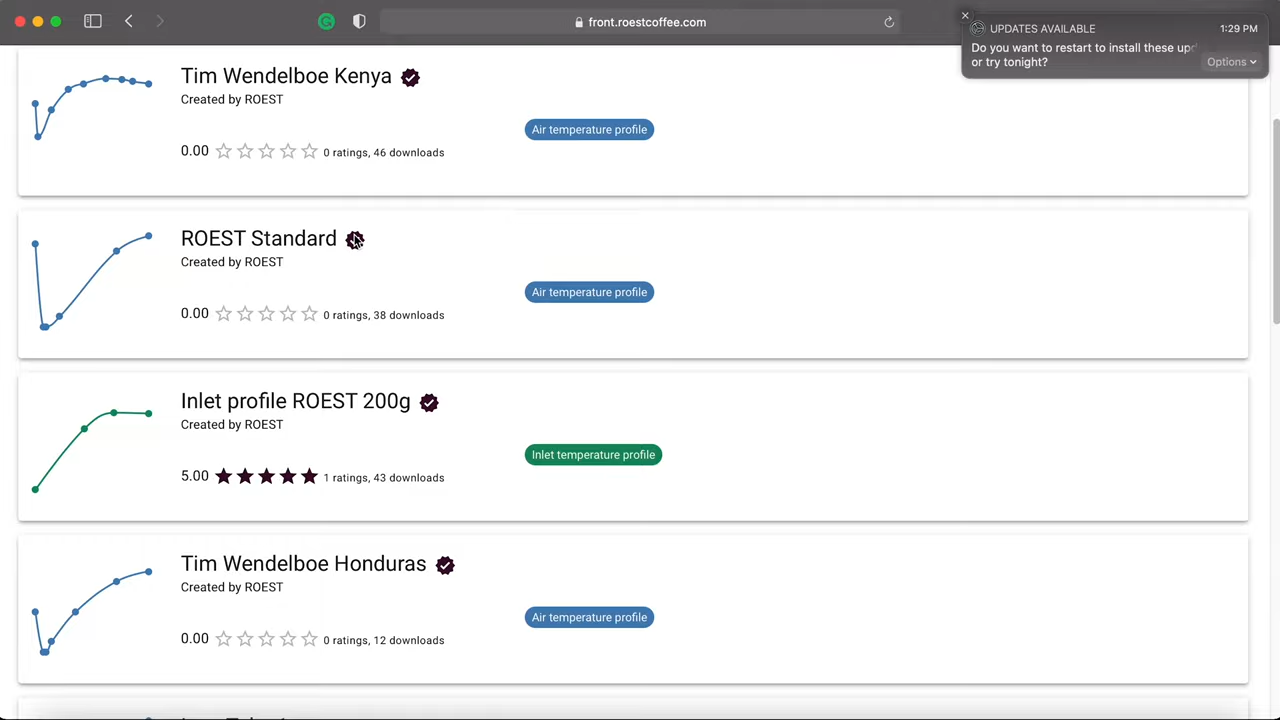 front.roestcoffee.com
UPDATES AVAILABLE
1:29 PM
Do you want to restart to install these
or try tonight?
Options
Tim Wendelboe Kenya
Created by ROEST
0.00
0 ratings, 46 downloads
Air temperature profile
ROEST Standard
Created by ROEST
0.00
0 ratings, 38 downloads
Air temperature profile
Inlet profile ROEST 200g
Created by ROEST
5.00
1 ratings, 43 downloads
Inlet temperature profile
Tim Wendelboe Honduras
Created by ROEST
0.00
0 ratings, 12 downloads
Air temperature profile